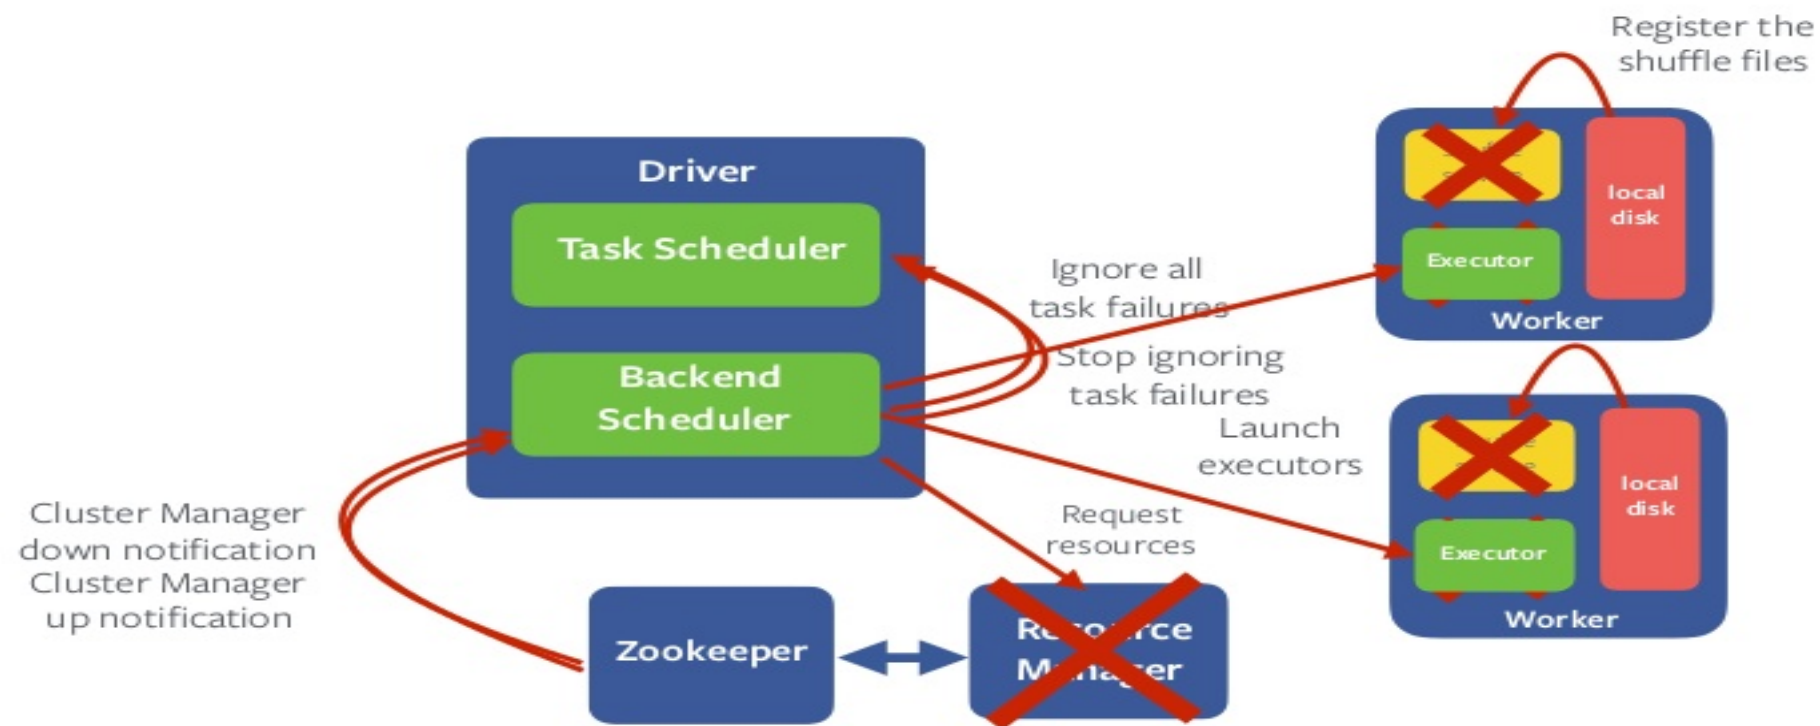 Register the
shuffle files
Driver
Task Scheduler
Backend
Scheduler
Ignore all
task failures
Stop ignoring
task failures
Launch
executors
local
disk
Executor
Worker
local
disk
Executor
Worker
Cluster Manager
down notification
Cluster Manager
up notification
Request
resources
Zookeeper
Resource
Manager